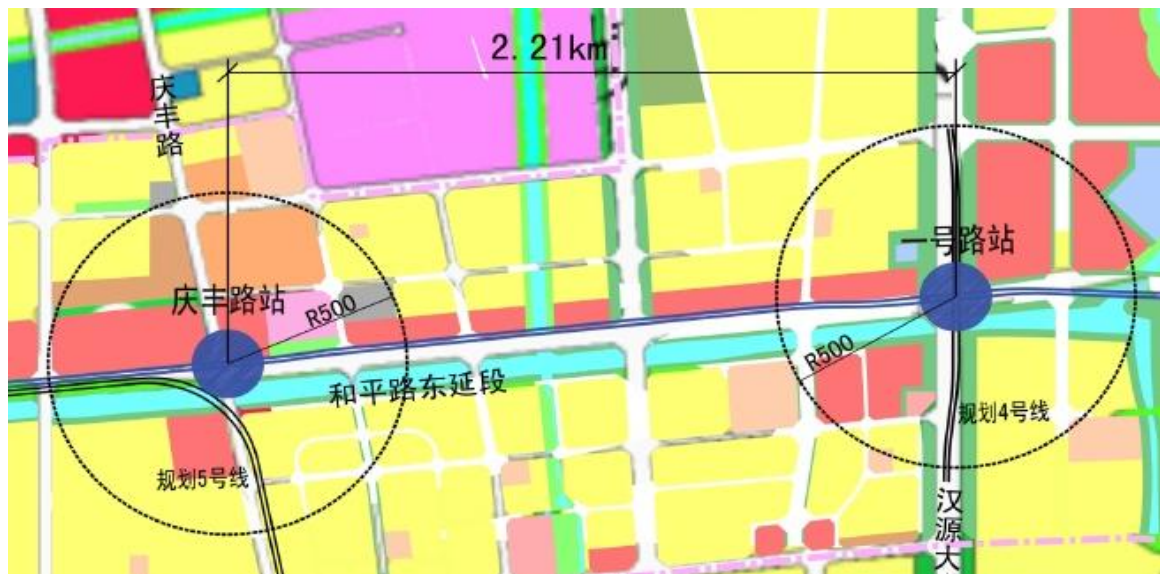 2.21km
庆丰路
一号路站
庆丰路站
R500
R500
和平路东延段
规划4号线
规划5号线
汉源大